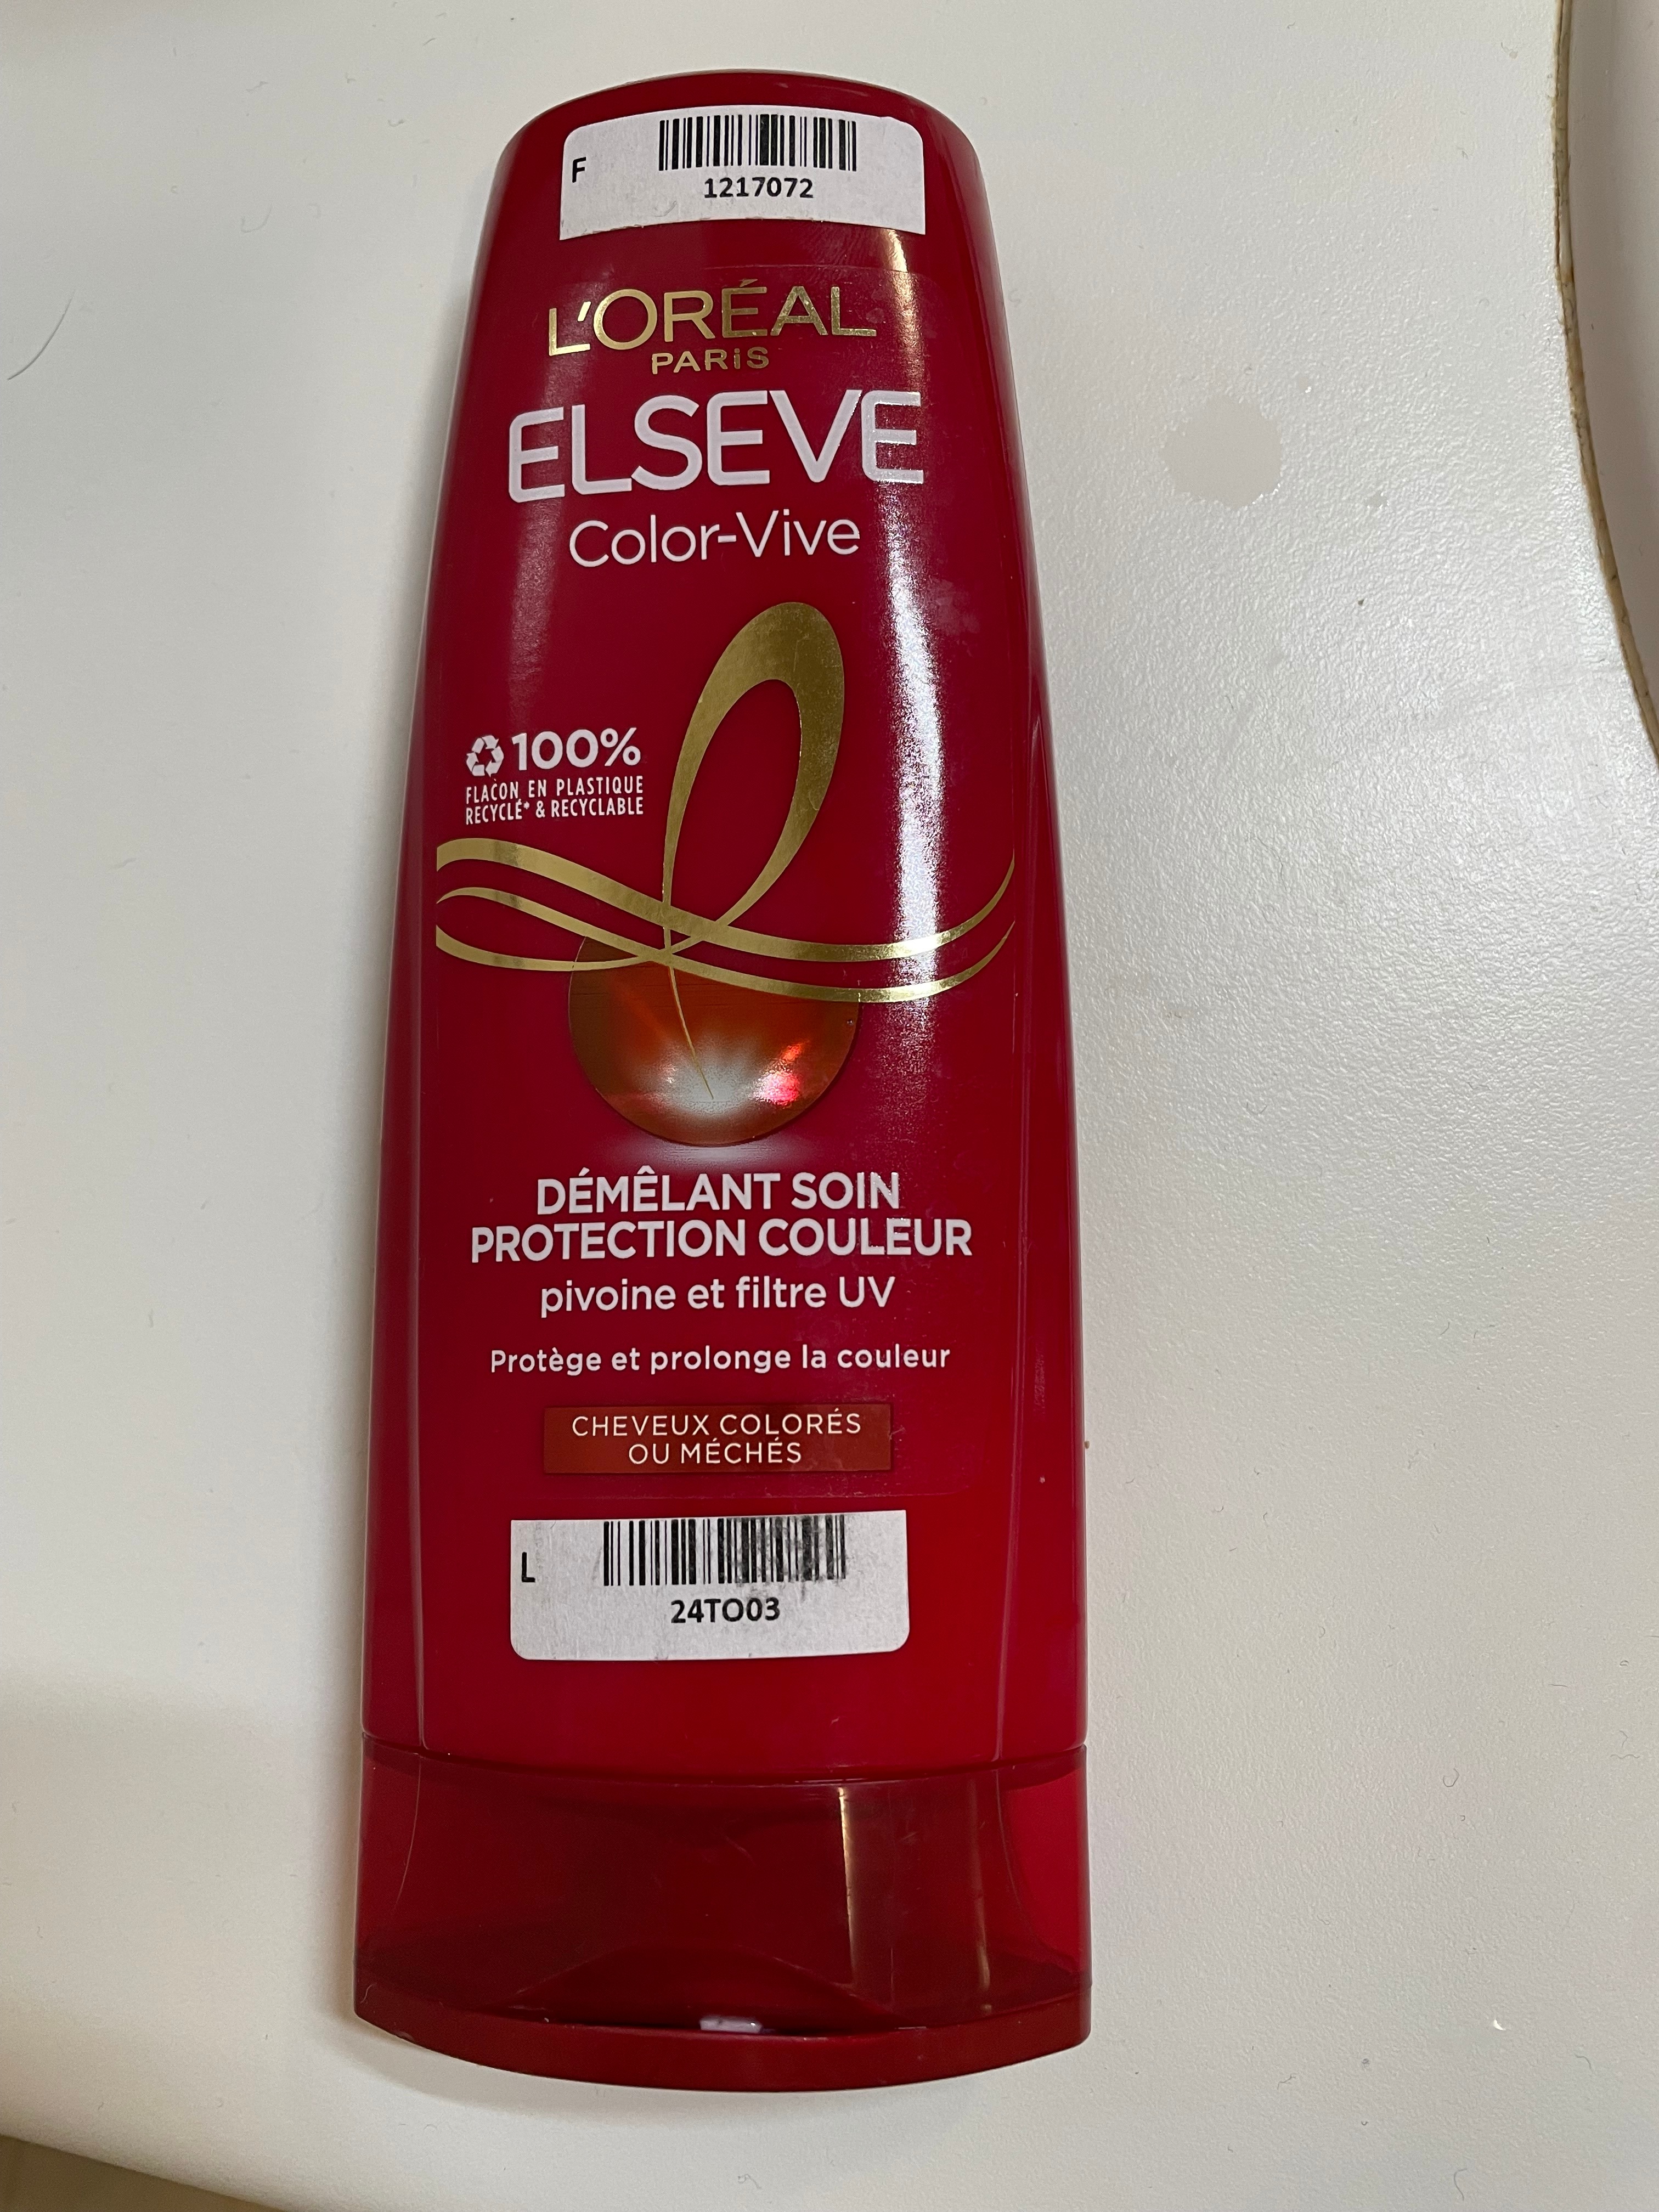 F
1217072
L'ORÉAL
PARiS
ELSEVE
Color-Vive
100%
FLACON EN PLASTIQUE
RECYCLÉ* & RECYCLABLE
DÉMÊLANT SOIN
PROTECTION COULEUR
pivoine et filtre UV
Protège et prolonge la couleur
CHEVEUX COLORÉS
OU MÉCHÉS
L
24TO03